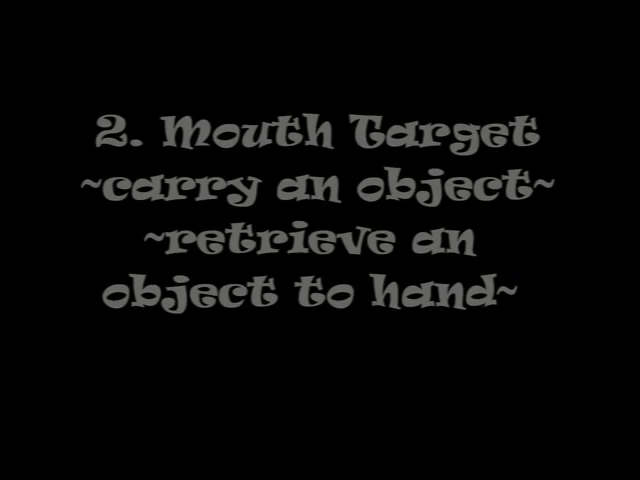 2. Mouth Target
~carry an object~
~retrieve an
object to hand~